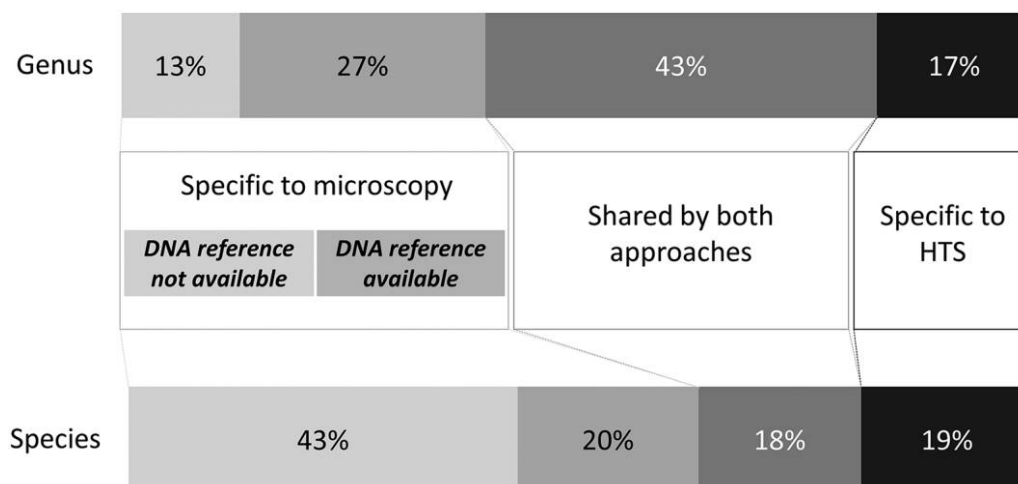 Genus
13%
27%
43%
17%
Specific to microscopy
DNA reference
not available
DNA reference
available
Shared by both
approaches
Specific to
HTS
Species
43%
20%
18%
19%